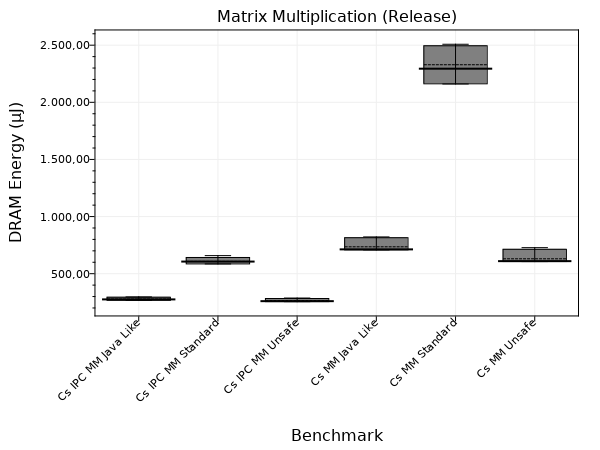 Matrix Multiplication (Release)
DRAM Energy (μJ)
2.500,00
2.000,00
1.500,00
1.000,00
500,00
Cs IPC MM Java Like
Cs IPC MM Standard
Cs IPC MM Unsafe
Cs MM Java Like
Cs MM Standard
Cs MM Unsafe
Benchmark